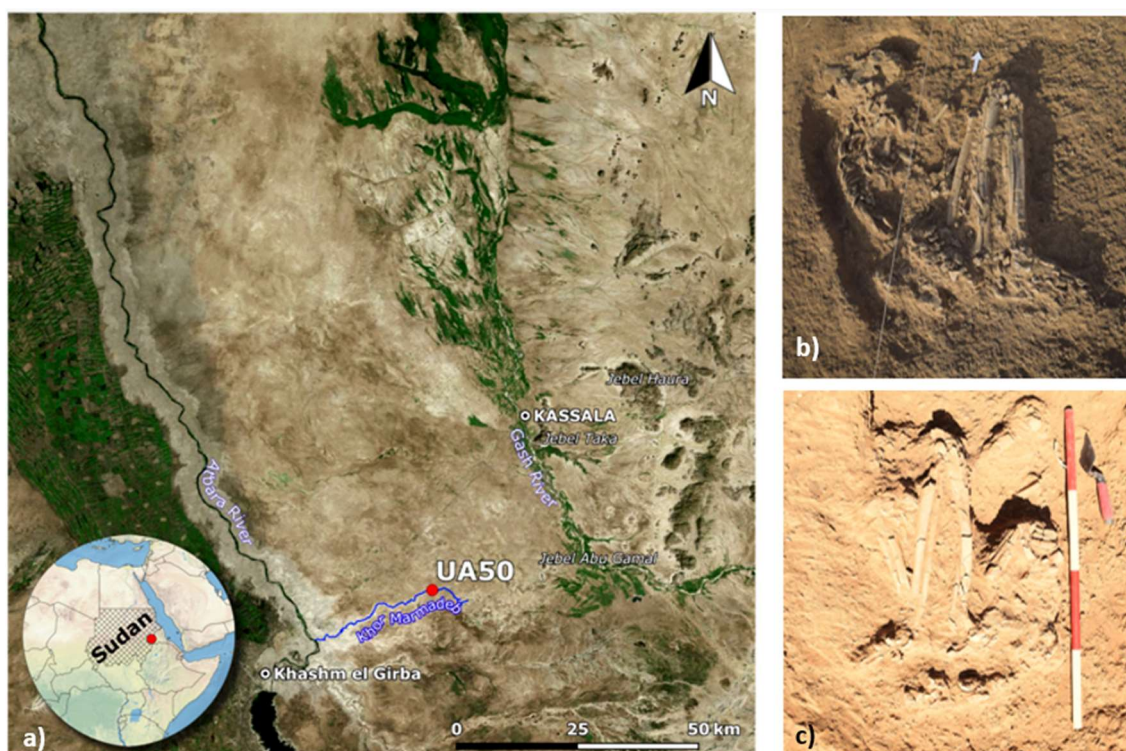 N
Jebel Haura
KASSALA
Jebel Taka
Gash River
Atbara River
Jebel Abu Gamal
UA50
Khor Marmadeb
Sudan
Khashm el Girba
0 25 50 km
a)
b)
c)